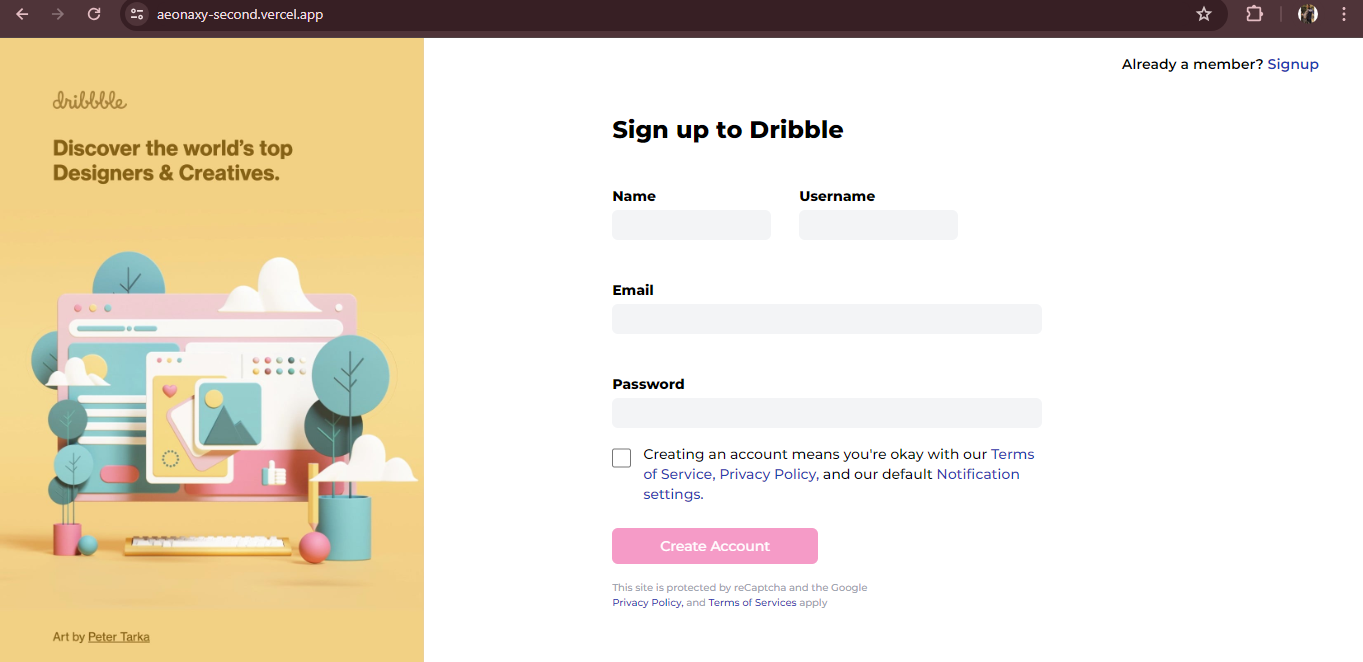 aeonaxy-second.vercel.app
dribbble
Discover the world's top
Designers & Creatives.
Art by Peter Tarka
Already a member? Signup
Sign up to Dribble
Name Username
Email
Password
Creating an account means you're okay with our Terms
of Service, Privacy Policy, and our default Notification
settings.
Create Account
This site is protected by reCaptcha and the Google
Privacy Policy, and Terms of Services apply